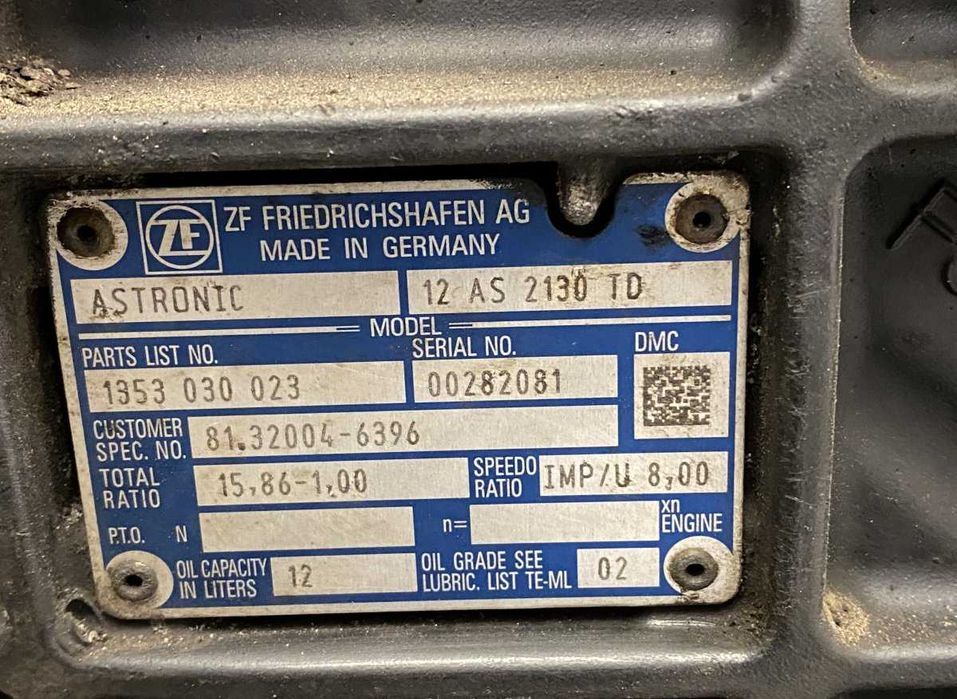 ZF
ZF FRIEDRICHSHAFEN AG
MADE IN GERMANY
ASTRONIC
12 AS 2130 TD
MODEL
PARTS LIST NO.
SERIAL NO.
DMC
1353 030 023
00282081
CUSTOMER
SPEC. NO.
81.32004-6396
TOTAL
RATIO
15,86-1,00
SPEEDO
RATIO
IMP/U 8,00
P.T.O. N
n=
xn
ENGINE
OIL CAPACITY
IN LITERS
12
OIL GRADE SEE
LUBRIC. LIST TE-ML
02